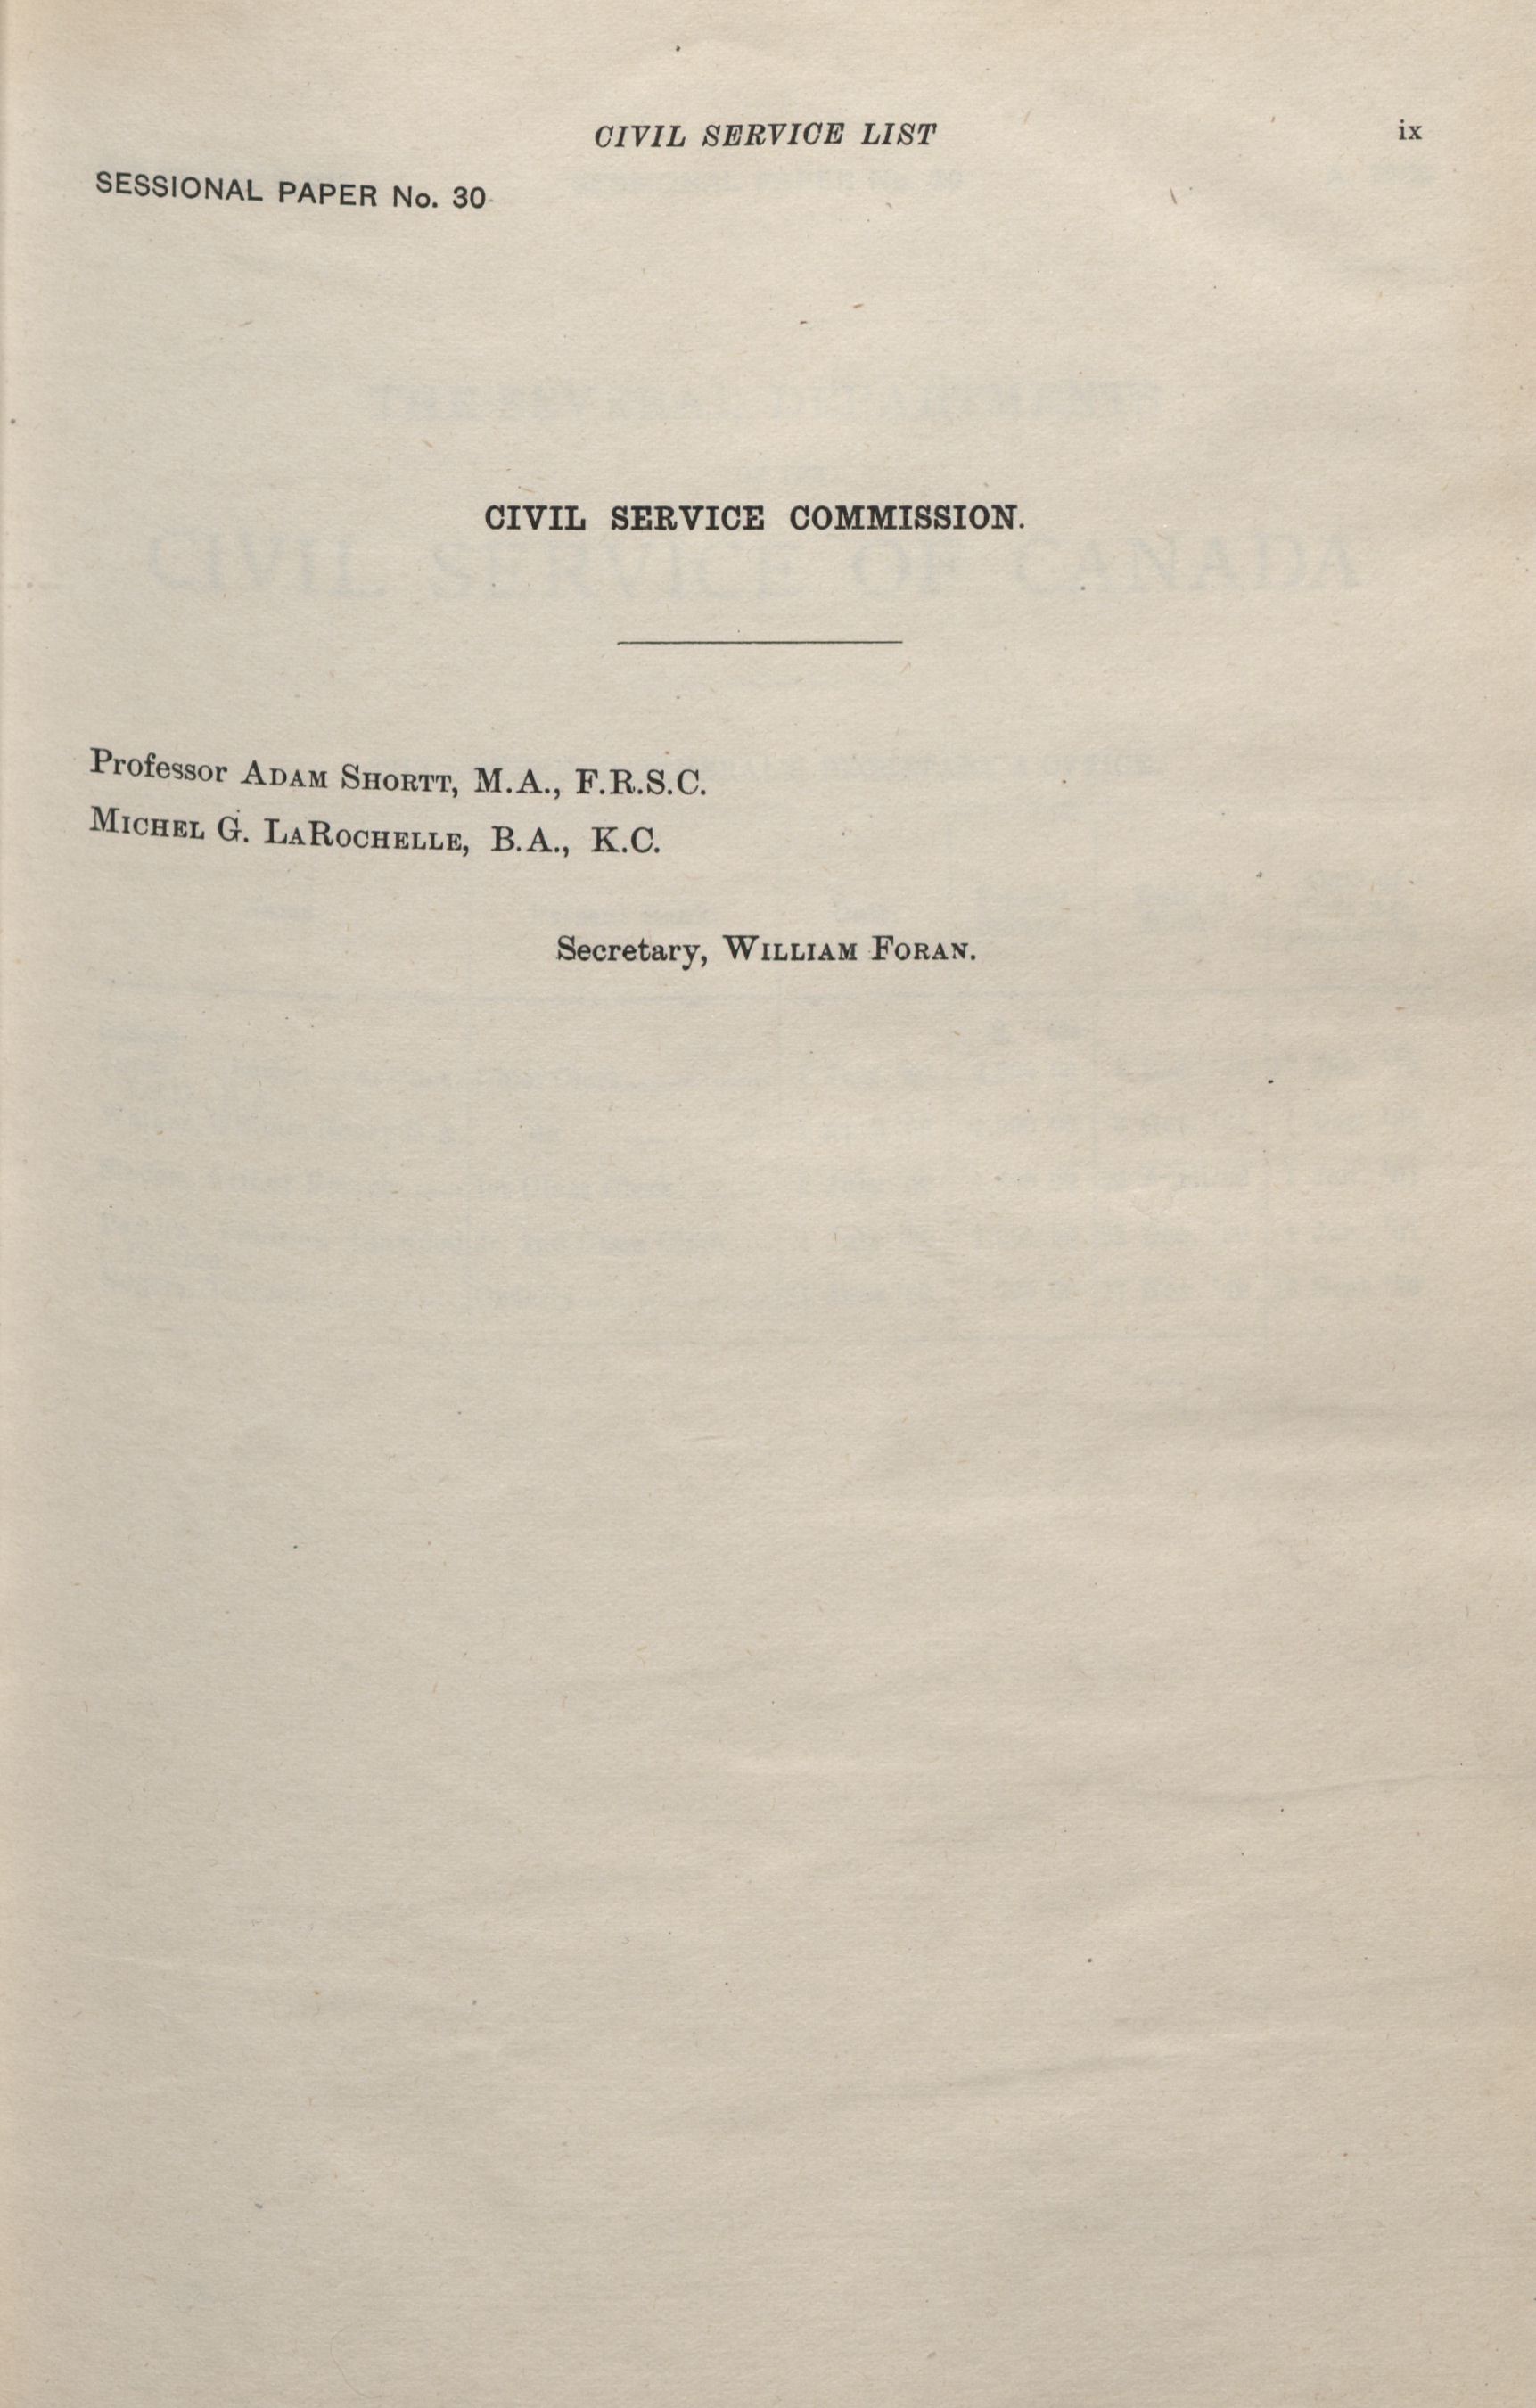 CIVIL SERVICE LIST ix
SESSIONAL PAPER No. 30
CIVIL SERVICE COMMISSION.
Professor ADAM SHORTT, M.A., F.R.S.C.
MICHEL G. LAROCHELLE, B.A., K.C.
Secretary, WILLIAM FORAN.